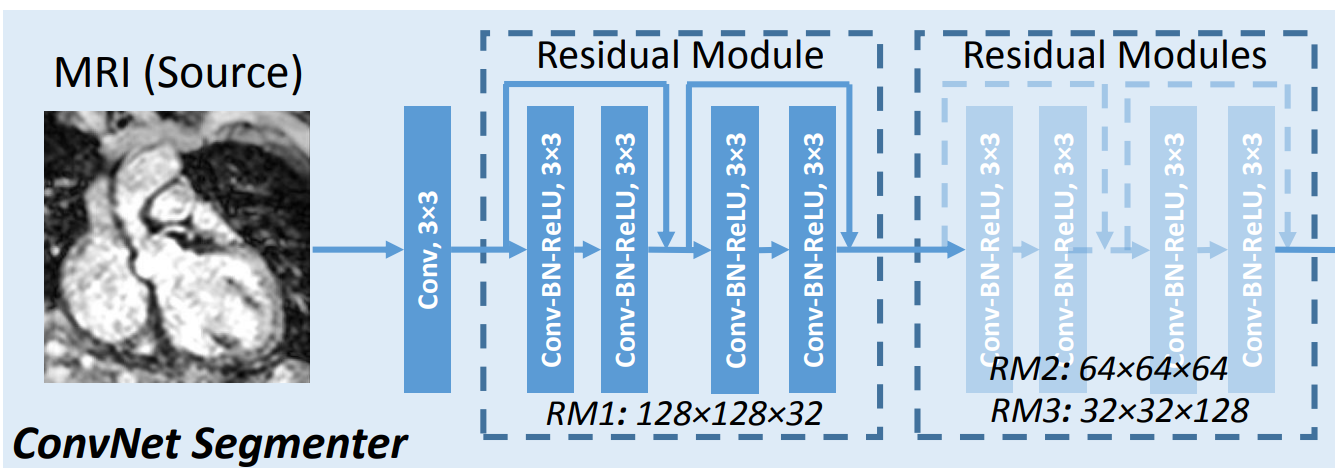 MRI (Source)
Conv, 3×3
Residual Module
Conv-BN-ReLU, 3×3
Conv-BN-ReLU, 3×3
Conv-BN-ReLU, 3×3
Conv-BN-ReLU, 3×3
RM1: 128×128×32
Residual Modules
Conv-BN-ReLU, 3×3
Conv-BN-ReLU, 3×3
Conv-BN-ReLU, 3×3
Conv-BN-ReLU, 3×3
RM2: 64×64×64
RM3: 32×32×128
ConvNet Segmenter